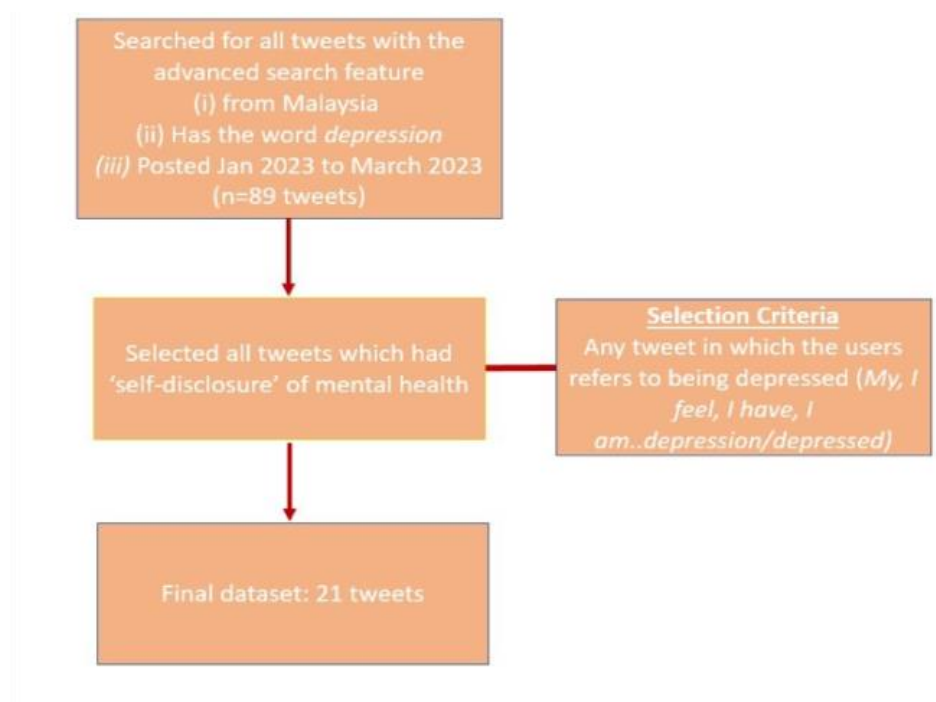 Searched for all tweets with the
advanced search feature
(i) from Malaysia
(ii) Has the word depression
(iii) Posted Jan 2023 to March 2023
(n=89 tweets)
Selected all tweets which had
‘self-disclosure’ of mental health
Selection Criteria
Any tweet in which the users
refers to being depressed (My, I
feel, I have, I
am..depression/depressed)
Final dataset: 21 tweets